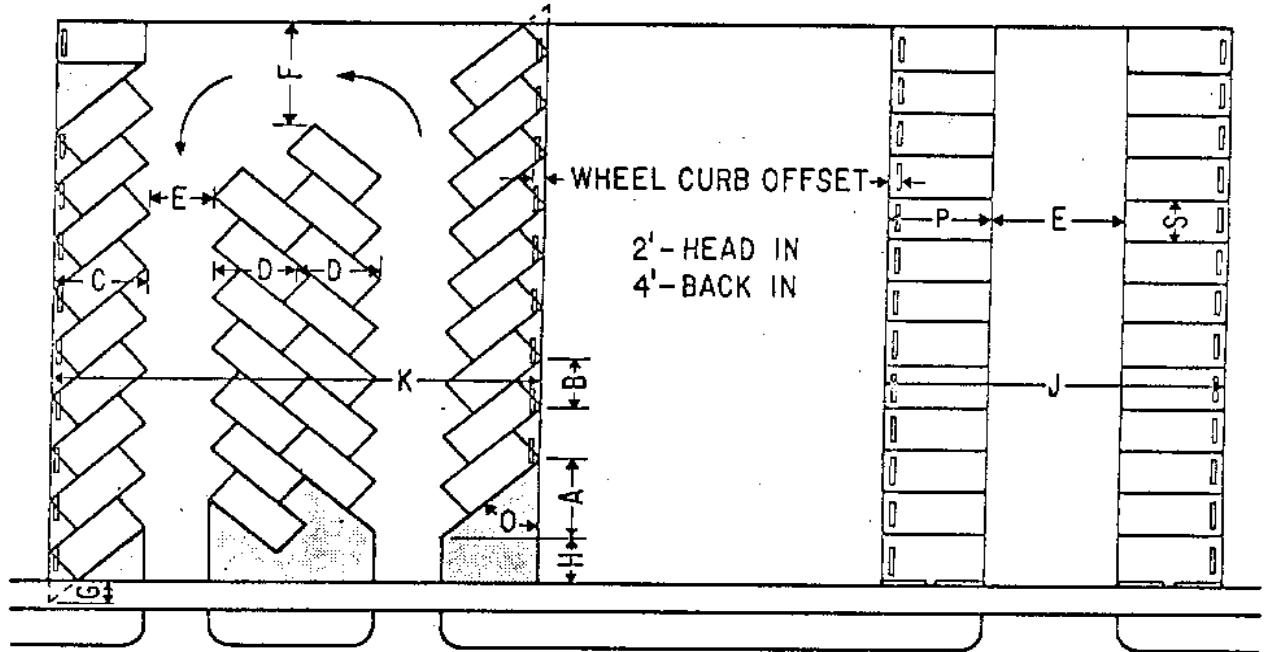 F
E
WHEEL CURB OFFSET
P
E
S
C
D
D
2'-HEAD IN
4'-BACK IN
K
B
J
A
O
H
G